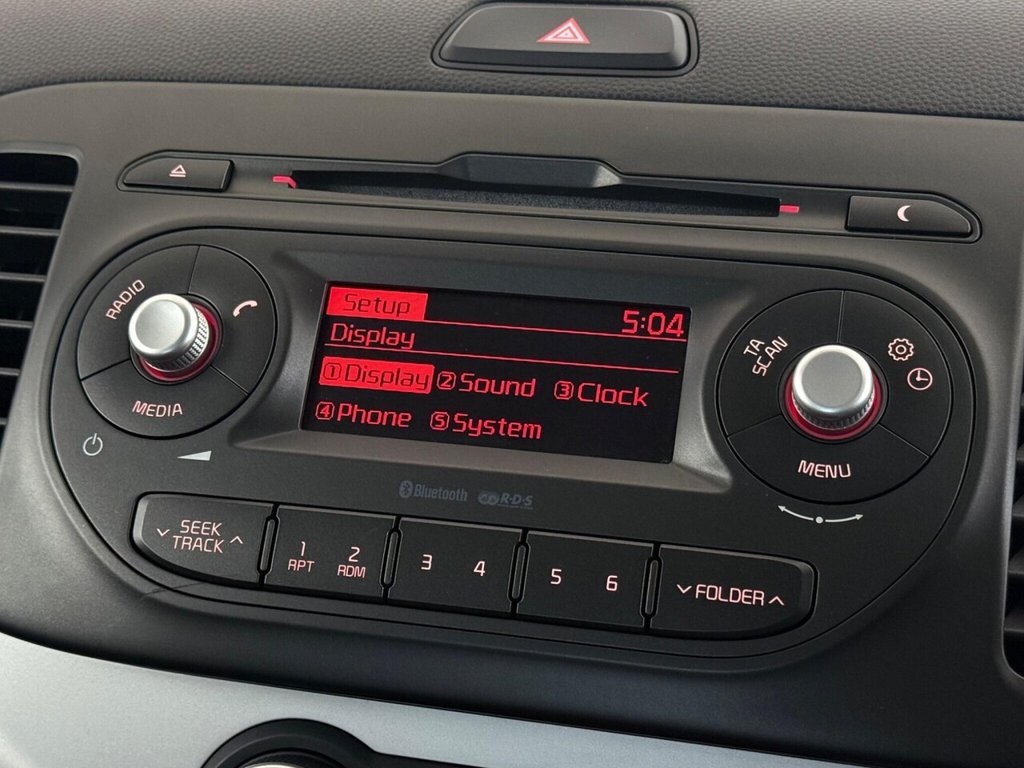 Setup
5:04
Display
①Display ②Sound ③Clock
④Phone ⑤System
RADIO
MEDIA
TA
SCAN
MENU
Bluetooth R·D·S
SEEK
TRACK
1
RPT
2
RDM
3 4
5 6
FOLDER